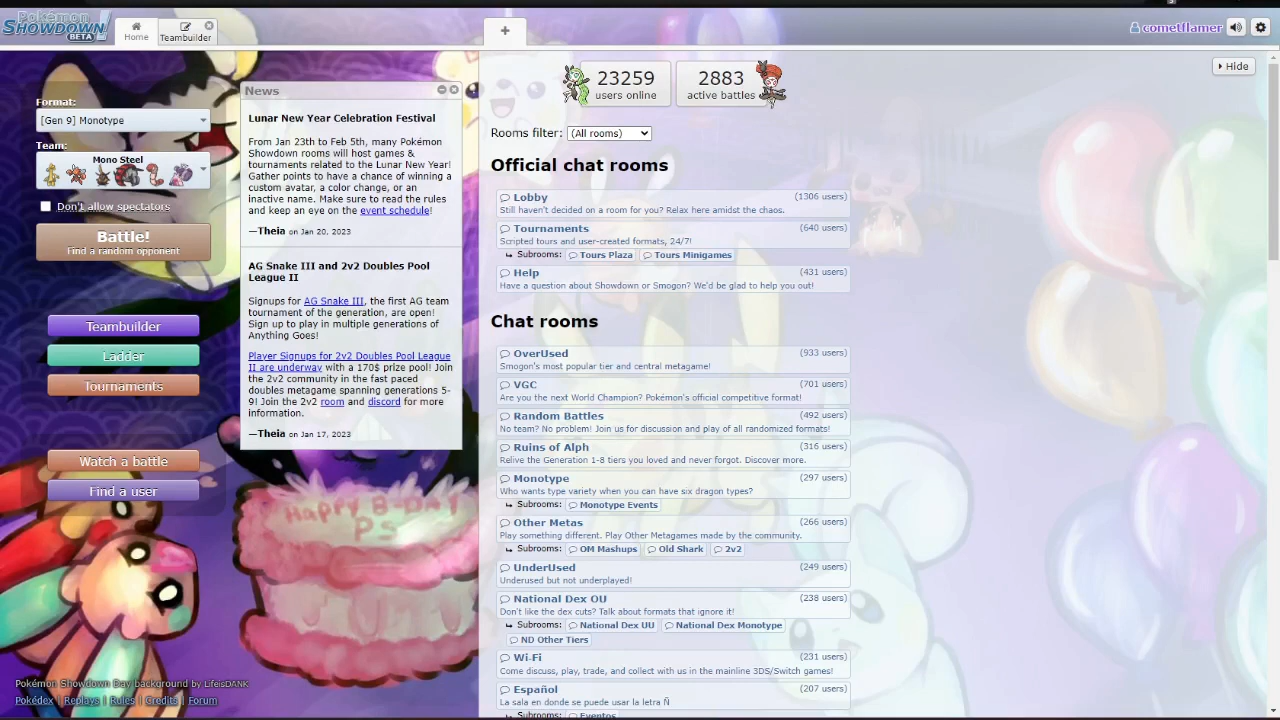 Pokémon
SHOWDOWN!
BETA
Home
Teambuilder
+
cometflamer
Format:
[Gen 9] Monotype
Team:
Mono Steel
Don't allow spectators
Battle!
Find a random opponent
Teambuilder
Ladder
Tournaments
Watch a battle
Find a user
Pokémon Showdown Day background by LifeisDANK
Pokédex | Replays | Rules | Credits | Forum
News
Lunar New Year Celebration Festival
From Jan 23th to Feb 5th, many Pokémon
Showdown rooms will host games &
tournaments related to the Lunar New Year!
Gather points to have a chance of winning a
custom avatar, a color change, or an
inactive name. Make sure to read the rules
and keep an eye on the event schedule!
—Theia on Jan 20, 2023
AG Snake III and 2v2 Doubles Pool
League II
Signups for AG Snake III, the first AG team
tournament of the generation, are open!
Sign up to play in multiple generations of
Anything Goes!
Player Signups for 2v2 Doubles Pool League
II are underway with a 170$ prize pool! Join
the 2v2 community in the fast paced
doubles metagame spanning generations 5-
9! Join the 2v2 room and discord for more
information.
—Theia on Jan 17, 2023
Happy B-Day
PS
23259
users online
2883
active battles
Hide
Rooms filter: (All rooms)
Official chat rooms
Lobby (1306 users)
Still haven't decided on a room for you? Relax here amidst the chaos.
Tournaments (640 users)
Scripted tours and user-created formats, 24/7!
Subrooms: Tours Plaza Tours Minigames
Help (431 users)
Have a question about Showdown or Smogon? We'd be glad to help you out!
Chat rooms
OverUsed (933 users)
Smogon's most popular tier and central metagame!
VGC (701 users)
Are you the next World Champion? Pokémon's official competitive format!
Random Battles (492 users)
No team? No problem! Join us for discussion and play of all randomized formats!
Ruins of Alph (316 users)
Relive the Generation 1-8 tiers you loved and never forgot. Discover more.
Monotype (297 users)
Who wants type variety when you can have six dragon types?
Subrooms: Monotype Events
Other Metas (266 users)
Play something different. Play Other Metagames made by the community.
Subrooms: OM Mashups Old Shark 2v2
UnderUsed (249 users)
Underused but not underplayed!
National Dex OU (238 users)
Don't like the dex cuts? Talk about formats that ignore it!
Subrooms: National Dex UU National Dex Monotype
ND Other Tiers
Wi-Fi (231 users)
Come discuss, play, trade, and collect with us in the mainline 3DS/Switch games!
Español (207 users)
La sala en donde se puede usar la letra Ñ
Subrooms: Eventos